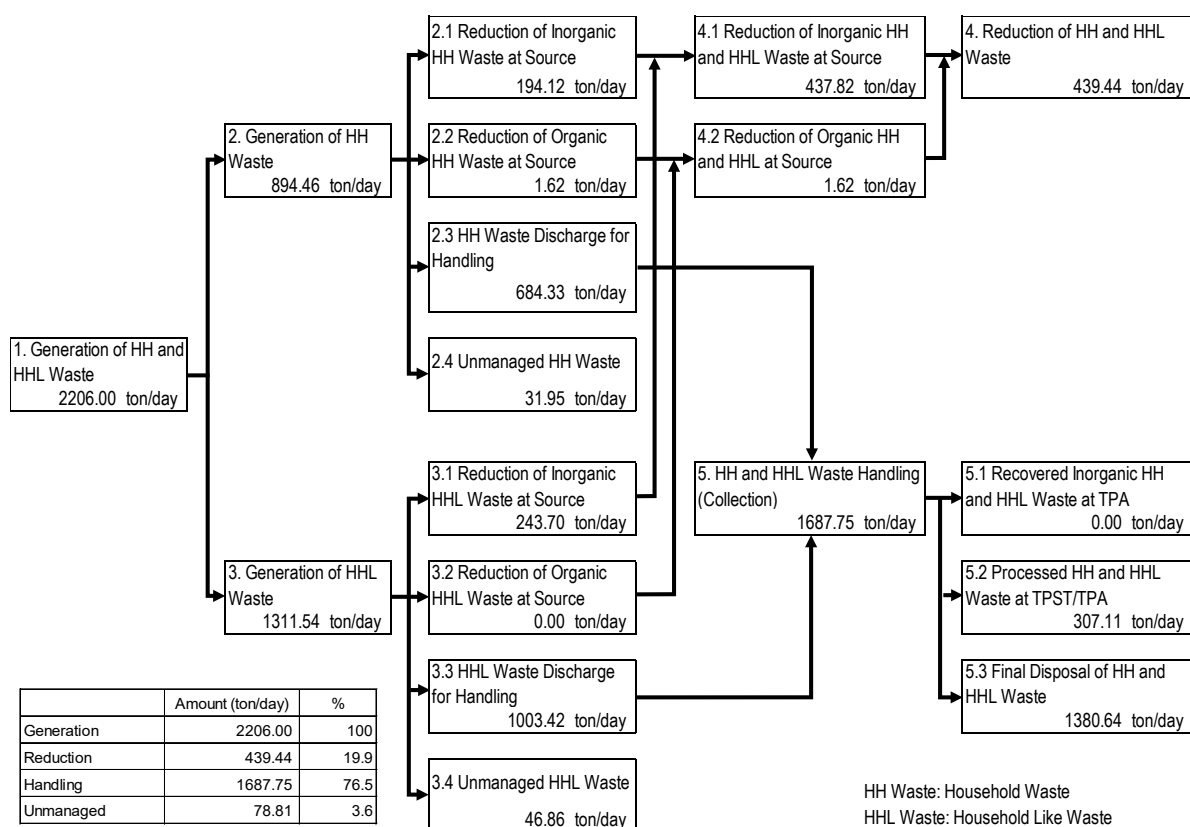 2.1 Reduction of Inorganic
HH Waste at Source
194.12 ton/day
4.1 Reduction of Inorganic HH
and HHL Waste at Source
437.82 ton/day
4. Reduction of HH and HHL
Waste
439.44 ton/day
2. Generation of HH
Waste
894.46 ton/day
2.2 Reduction of Organic
HH Waste at Source
1.62 ton/day
4.2 Reduction of Organic HH
and HHL at Source
1.62 ton/day
2.3 HH Waste Discharge for
Handling
684.33 ton/day
1. Generation of HH and
HHL Waste
2206.00 ton/day
2.4 Unmanaged HH Waste
31.95 ton/day
3.1 Reduction of Inorganic
HHL Waste at Source
243.70 ton/day
5. HH and HHL Waste Handling
(Collection)
1687.75 ton/day
5.1 Recovered Inorganic HH
and HHL Waste at TPA
0.00 ton/day
3. Generation of HHL
Waste
1311.54 ton/day
3.2 Reduction of Organic
HHL Waste at Source
0.00 ton/day
5.2 Processed HH and HHL
Waste at TPST/TPA
307.11 ton/day
3.3 HHL Waste Discharge
for Handling
1003.42 ton/day
5.3 Final Disposal of HH and
HHL Waste
1380.64 ton/day
3.4 Unmanaged HHL Waste
46.86 ton/day
Amount (ton/day) %
Generation 2206.00 100
Reduction 439.44 19.9
Handling 1687.75 76.5
Unmanaged 78.81 3.6
HH Waste: Household Waste
HHL Waste: Household Like Waste